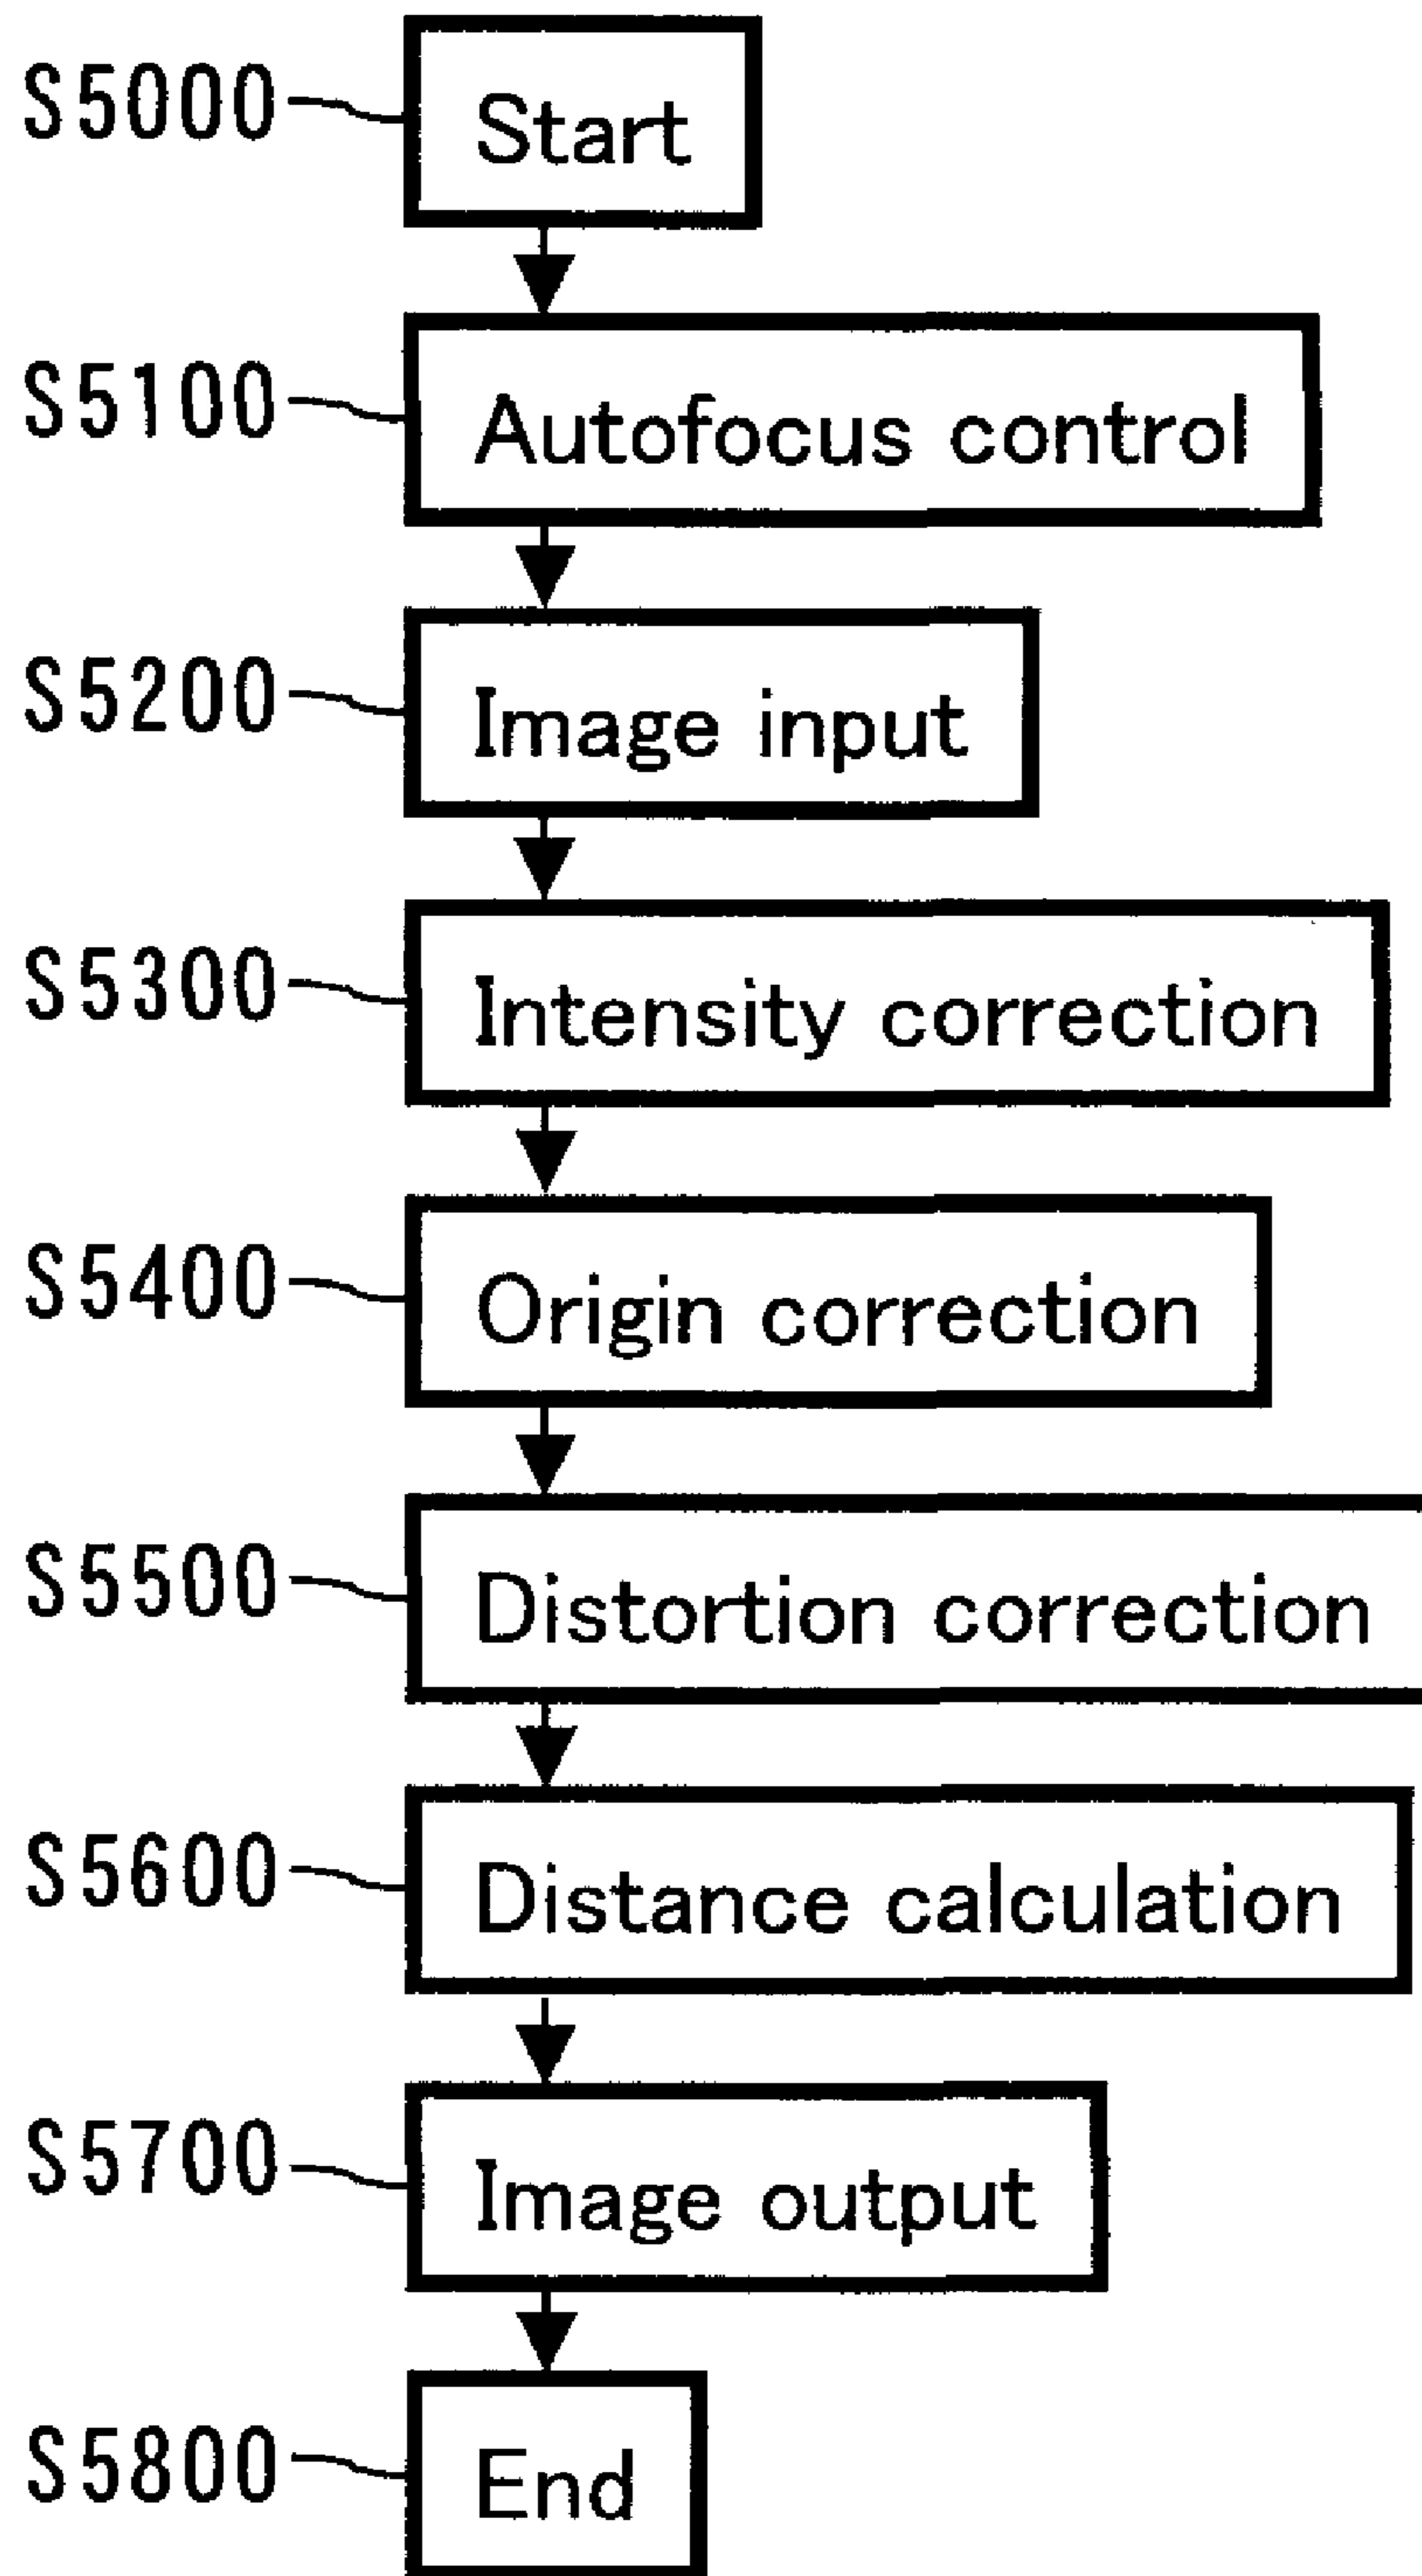 S5000 Start
S5100 Autofocus control
S5200 Image input
S5300 Intensity correction
S5400 Origin correction
S5500 Distortion correction
S5600 Distance calculation
S5700 Image output
S5800 End